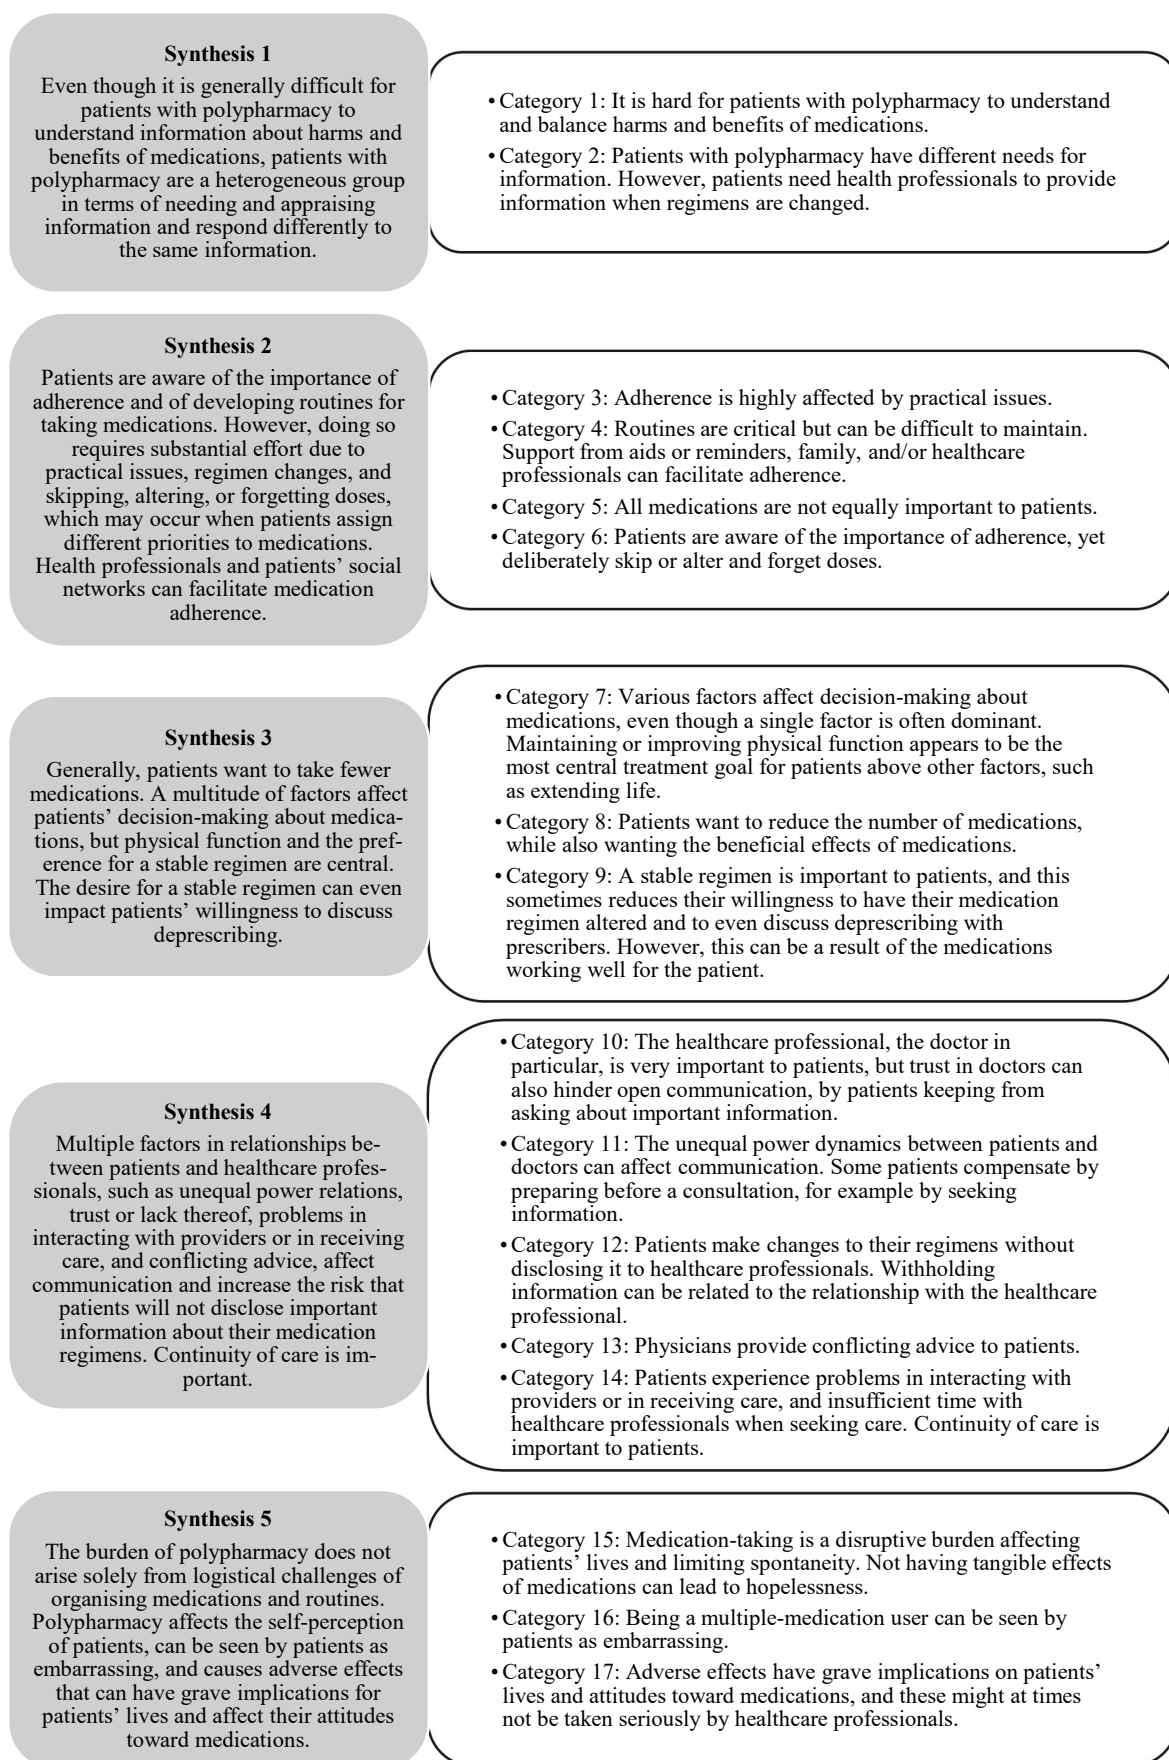 Synthesis 1
Even though it is generally difficult for
patients with polypharmacy to
understand information about harms and
benefits of medications, patients with
polypharmacy are a heterogeneous group
in terms of needing and appraising
information and respond differently to
the same information.
• Category 1: It is hard for patients with polypharmacy to understand
and balance harms and benefits of medications.
• Category 2: Patients with polypharmacy have different needs for
information. However, patients need health professionals to provide
information when regimens are changed.
Synthesis 2
Patients are aware of the importance of
adherence and of developing routines for
taking medications. However, doing so
requires substantial effort due to
practical issues, regimen changes, and
skipping, altering, or forgetting doses,
which may occur when patients assign
different priorities to medications.
Health professionals and patients’ social
networks can facilitate medication
adherence.
• Category 3: Adherence is highly affected by practical issues.
• Category 4: Routines are critical but can be difficult to maintain.
Support from aids or reminders, family, and/or healthcare
professionals can facilitate adherence.
• Category 5: All medications are not equally important to patients.
• Category 6: Patients are aware of the importance of adherence, yet
deliberately skip or alter and forget doses.
Synthesis 3
Generally, patients want to take fewer
medications. A multitude of factors affect
patients’ decision-making about medica-
tions, but physical function and the pref-
erence for a stable regimen are central.
The desire for a stable regimen can even
impact patients’ willingness to discuss
deprescribing.
• Category 7: Various factors affect decision-making about
medications, even though a single factor is often dominant.
Maintaining or improving physical function appears to be the
most central treatment goal for patients above other factors, such
as extending life.
• Category 8: Patients want to reduce the number of medications,
while also wanting the beneficial effects of medications.
• Category 9: A stable regimen is important to patients, and this
sometimes reduces their willingness to have their medication
regimen altered and to even discuss deprescribing with
prescribers. However, this can be a result of the medications
working well for the patient.
Synthesis 4
Multiple factors in relationships be-
tween patients and healthcare profes-
sionals, such as unequal power relations,
trust or lack thereof, problems in
interacting with providers or in receiving
care, and conflicting advice, affect
communication and increase the risk that
patients will not disclose important
information about their medication
regimens. Continuity of care is im-
portant.
• Category 10: The healthcare professional, the doctor in
particular, is very important to patients, but trust in doctors can
also hinder open communication, by patients keeping from
asking about important information.
• Category 11: The unequal power dynamics between patients and
doctors can affect communication. Some patients compensate by
preparing before a consultation, for example by seeking
information.
• Category 12: Patients make changes to their regimens without
disclosing it to healthcare professionals. Withholding
information can be related to the relationship with the healthcare
professional.
• Category 13: Physicians provide conflicting advice to patients.
• Category 14: Patients experience problems in interacting with
providers or in receiving care, and insufficient time with
healthcare professionals when seeking care. Continuity of care is
important to patients.
Synthesis 5
The burden of polypharmacy does not
arise solely from logistical challenges of
organising medications and routines.
Polypharmacy affects the self-perception
of patients, can be seen by patients as
embarrassing, and causes adverse effects
that can have grave implications for
patients’ lives and affect their attitudes
toward medications.
• Category 15: Medication-taking is a disruptive burden affecting
patients’ lives and limiting spontaneity. Not having tangible effects
of medications can lead to hopelessness.
• Category 16: Being a multiple-medication user can be seen by
patients as embarrassing.
• Category 17: Adverse effects have grave implications on patients’
lives and attitudes toward medications, and these might at times
not be taken seriously by healthcare professionals.